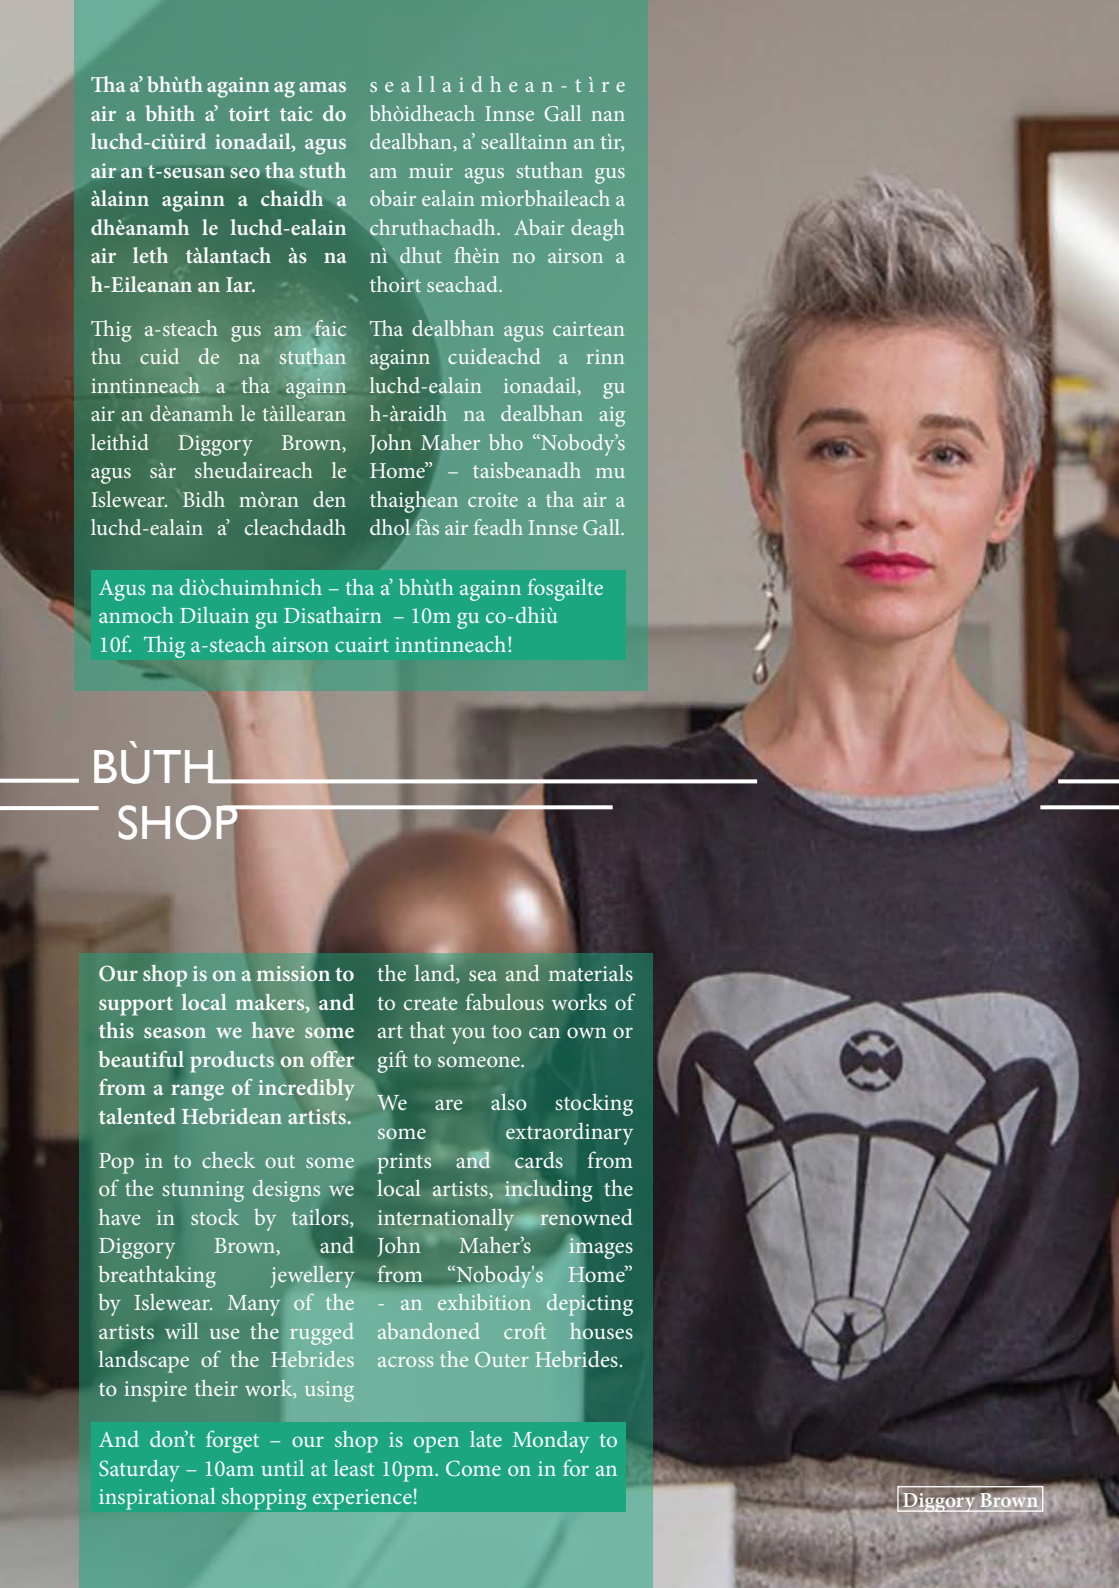 Tha a’ bhùth againn ag amas
air a bhith a’ toirt taic do
luchd-ciùird ionadail, agus
air an t-seusan seo tha stuth
àlainn againn a chaidh a
dhèanamh le luchd-ealain
air leth tàlantach às na
h-Eileanan an Iar.
Thig a-steach gus am faic
thu cuid de na stuthan
inntinneach a tha againn
air an dèanamh le tàillearan
leithid Diggory Brown,
agus sàr sheudaireach le
Islewear. Bidh mòran den
luchd-ealain a’ cleachdadh
seallaidhean-tìre
bhòidheach Innse Gall nan
dealbhan, a’ sealltainn an tìr,
am muir agus stuthan gus
obair ealain mìorbhaileach a
chruthachadh. Abair deagh
nì dhut fhèin no airson a
thoirt seachad.
Tha dealbhan agus cairtean
againn cuideachd a rinn
luchd-ealain ionadail, gu
h-àraidh na dealbhan aig
John Maher bho “Nobody’s
Home” – taisbeanadh mu
thaighean croite a tha air a
dhol fàs air feadh Innse Gall.
Agus na diòchuimhnich – tha a’ bhùth againn fosgailte
anmoch Diluain gu Disathairn – 10m gu co-dhiù
10f. Thig a-steach airson cuairt inntinneach!
BÙTH
SHOP
Our shop is on a mission to
support local makers, and
this season we have some
beautiful products on offer
from a range of incredibly
talented Hebridean artists.
Pop in to check out some
of the stunning designs we
have in stock by tailors,
Diggory Brown, and
breathtaking jewellery
by Islewear. Many of the
artists will use the rugged
landscape of the Hebrides
to inspire their work, using
the land, sea and materials
to create fabulous works of
art that you too can own or
gift to someone.
We are also stocking
some extraordinary
prints and cards from
local artists, including the
internationally renowned
John Maher’s images
from “Nobody's Home”
- an exhibition depicting
abandoned croft houses
across the Outer Hebrides.
And don’t forget – our shop is open late Monday to
Saturday – 10am until at least 10pm. Come on in for an
inspirational shopping experience!
Diggory Brown